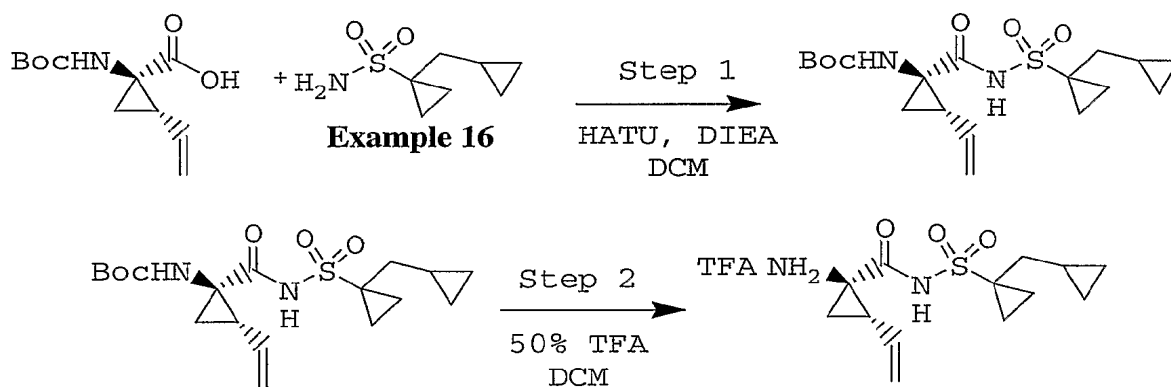 BocHN
O
OH
+
H2N
O O
S
Example 16
Step 1
HATU, DIEA
DCM
BocHN
O
N
H
O O
S
BocHN
O
N
H
O O
S
Step 2
50% TFA
DCM
TFA NH2
O
N
H
O O
S